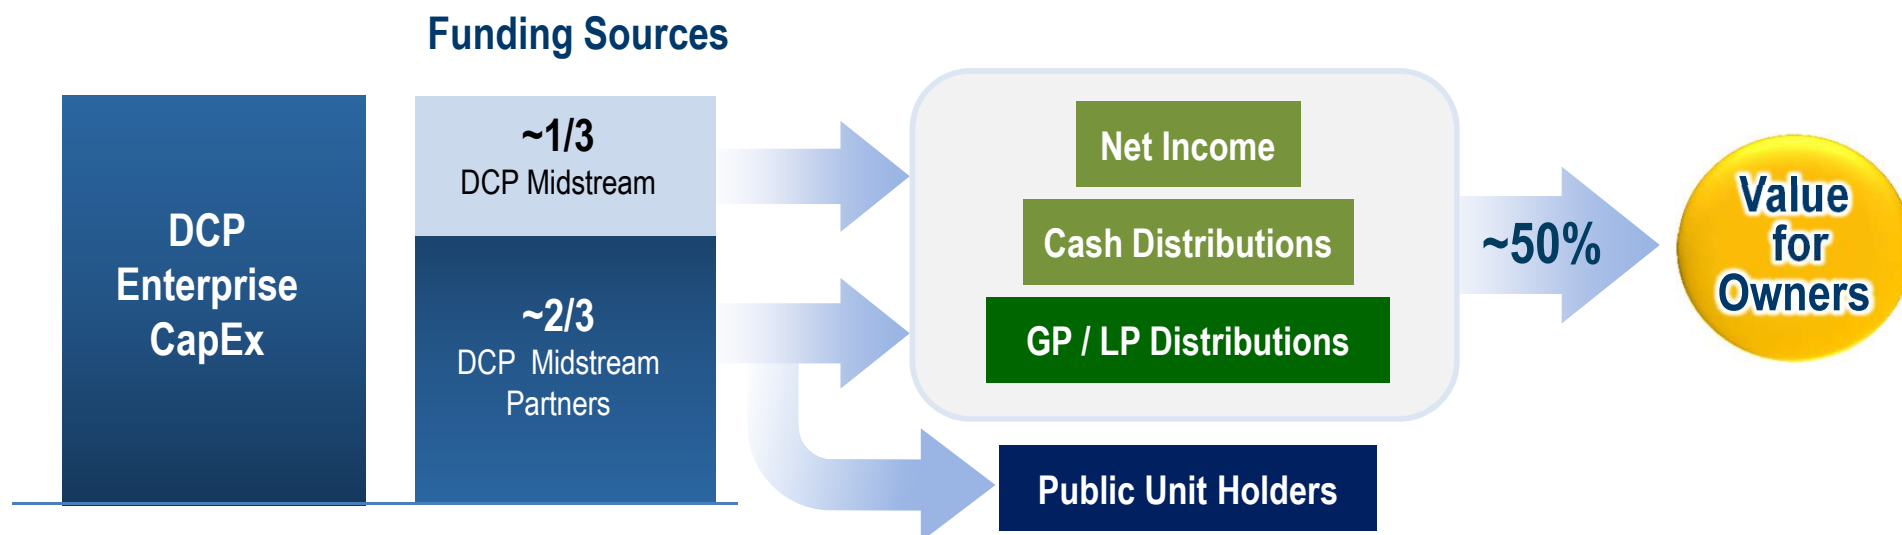 Funding Sources
DCP
Enterprise
CapEx
~1/3
DCP Midstream
~2/3
DCP Midstream
Partners
Net Income
Cash Distributions
GP / LP Distributions
Public Unit Holders
~50%
Value
for
Owners